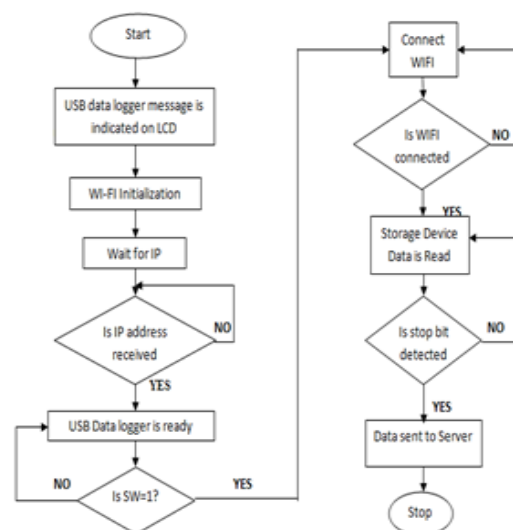 Start
USB data logger message is
indicated on LCD
WI-FI Initialization
Wait for IP
Is IP address
received
NO
YES
USB Data logger is ready
NO
Is SW=1?
YES
Connect
WIFI
Is WIFI
connected
NO
YES
Storage Device
Data is Read
Is stop bit
detected
NO
YES
Data sent to Server
Stop